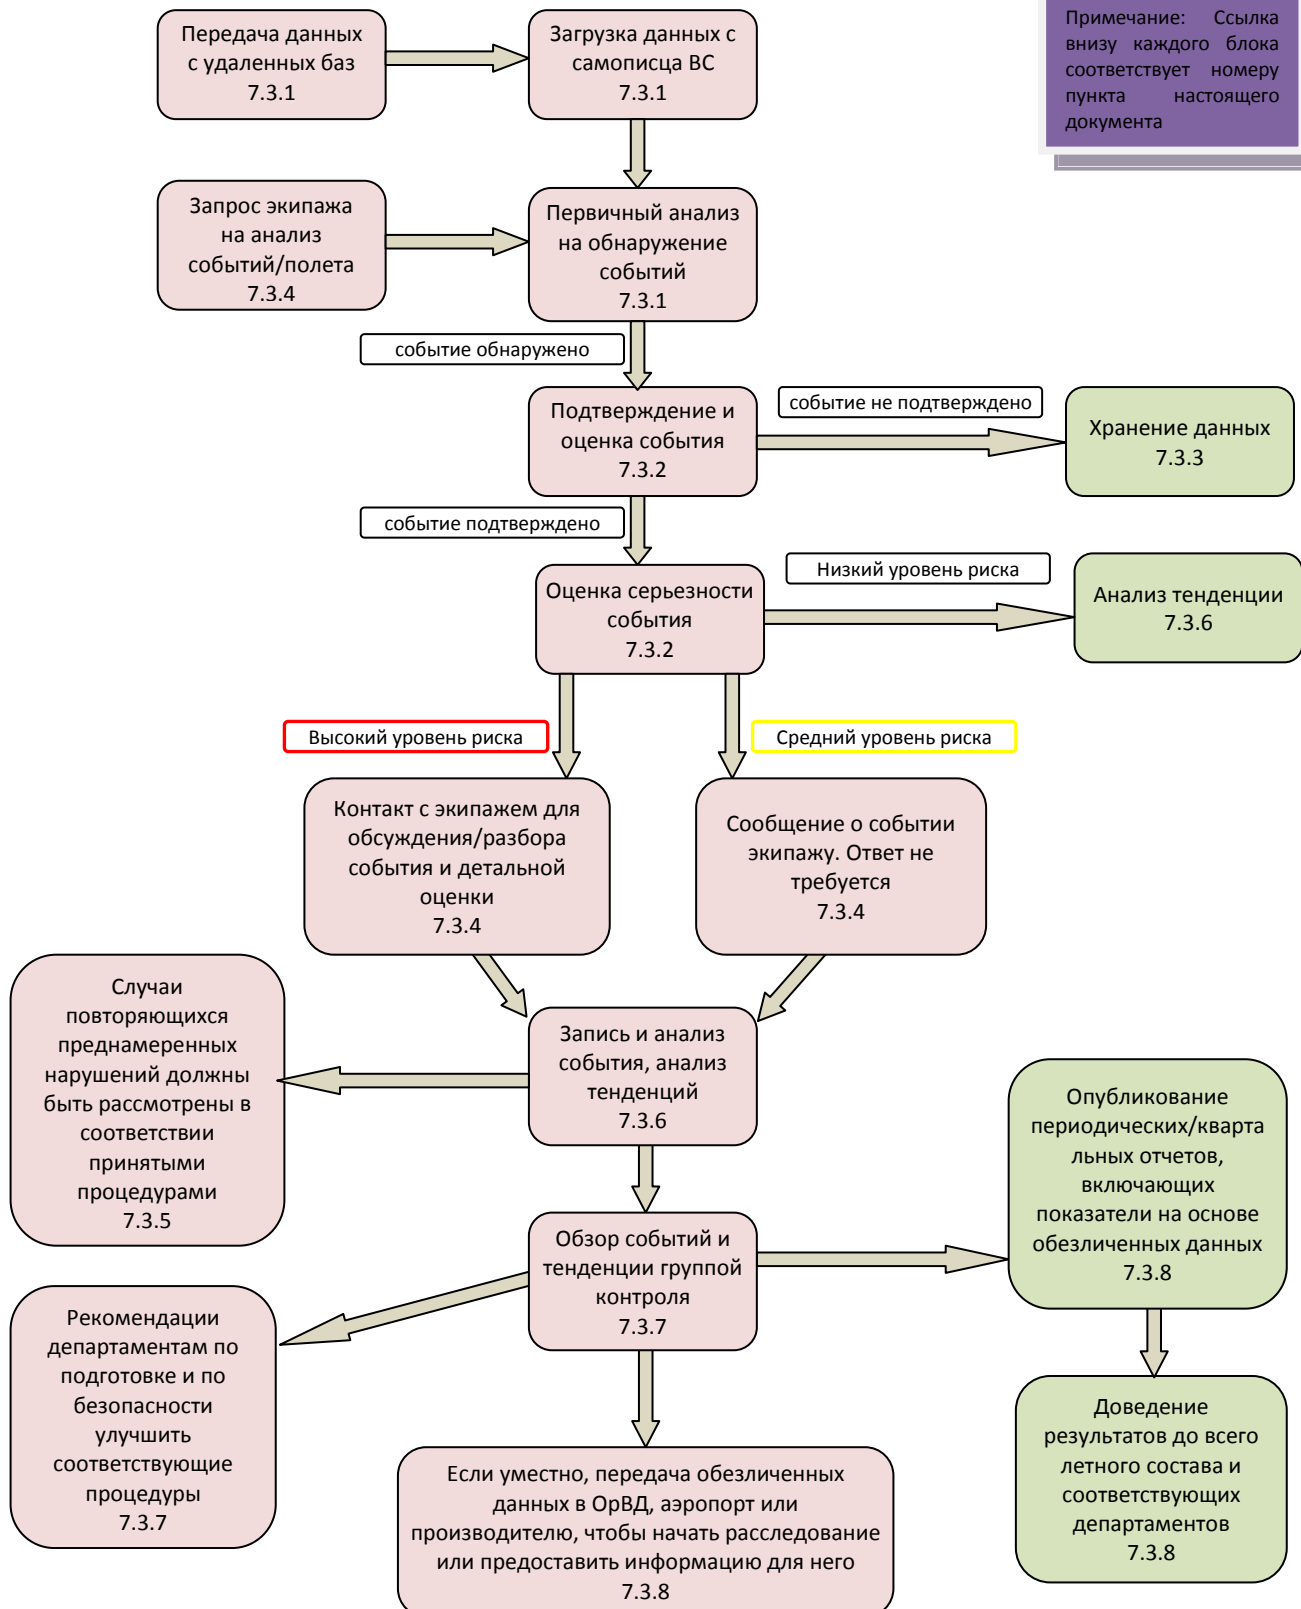 Передача данных
с удаленных баз
7.3.1
Загрузка данных с
самописца ВС
7.3.1
Примечание: Ссылка
внизу каждого блока
соответствует номеру
пункта настоящего
документа
Запрос экипажа
на анализ
событий/полета
7.3.4
Первичный анализ
на обнаружение
событий
7.3.1
событие обнаружено
Подтверждение и
оценка события
7.3.2
событие не подтверждено
Хранение данных
7.3.3
событие подтверждено
Оценка серьезности
события
7.3.2
Низкий уровень риска
Анализ тенденции
7.3.6
Высокий уровень риска
Средний уровень риска
Контакт с экипажем для
обсуждения/разбора
события и детальной
оценки
7.3.4
Сообщение о событии
экипажу. Ответ не
требуется
7.3.4
Случаи
повторяющихся
преднамеренных
нарушений должны
быть рассмотрены в
соответствии
принятыми
процедурами
7.3.5
Запись и анализ
события, анализ
тенденций
7.3.6
Опубликование
периодических/кварта
льных отчетов,
включающих
показатели на основе
обезличенных данных
7.3.8
Обзор событий и
тенденции группой
контроля
7.3.7
Рекомендации
департаментам по
подготовке и по
безопасности
улучшить
соответствующие
процедуры
7.3.7
Если уместно, передача обезличенных
данных в ОрВД, аэропорт или
производителю, чтобы начать расследование
или предоставить информацию для него
7.3.8
Доведение
результатов до всего
летного состава и
соответствующих
департаментов
7.3.8